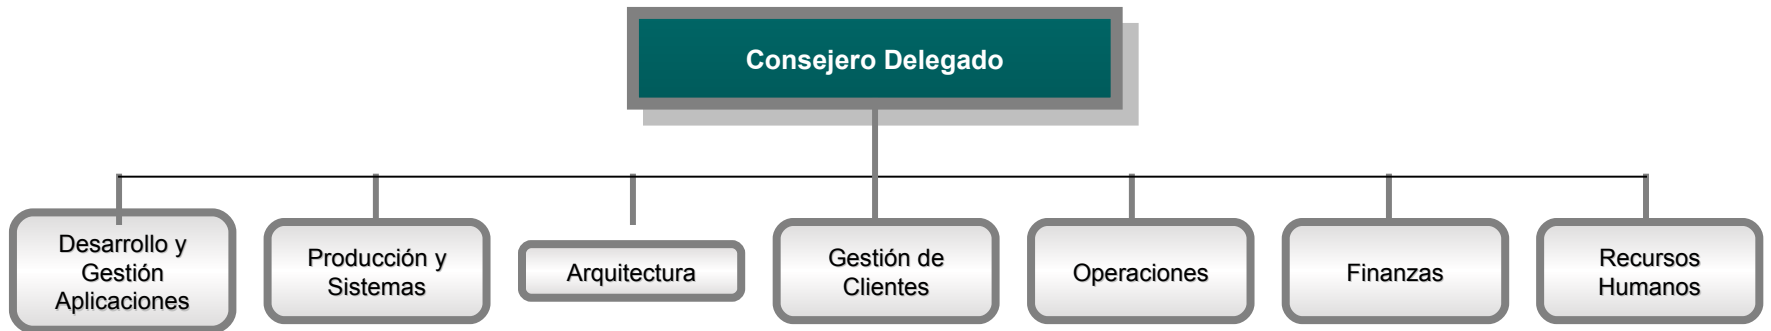 Consejero Delegado
Desarrollo y
Gestión
Aplicaciones
Producción y
Sistemas
Arquitectura
Gestión de
Clientes
Operaciones
Finanzas
Recursos
Humanos